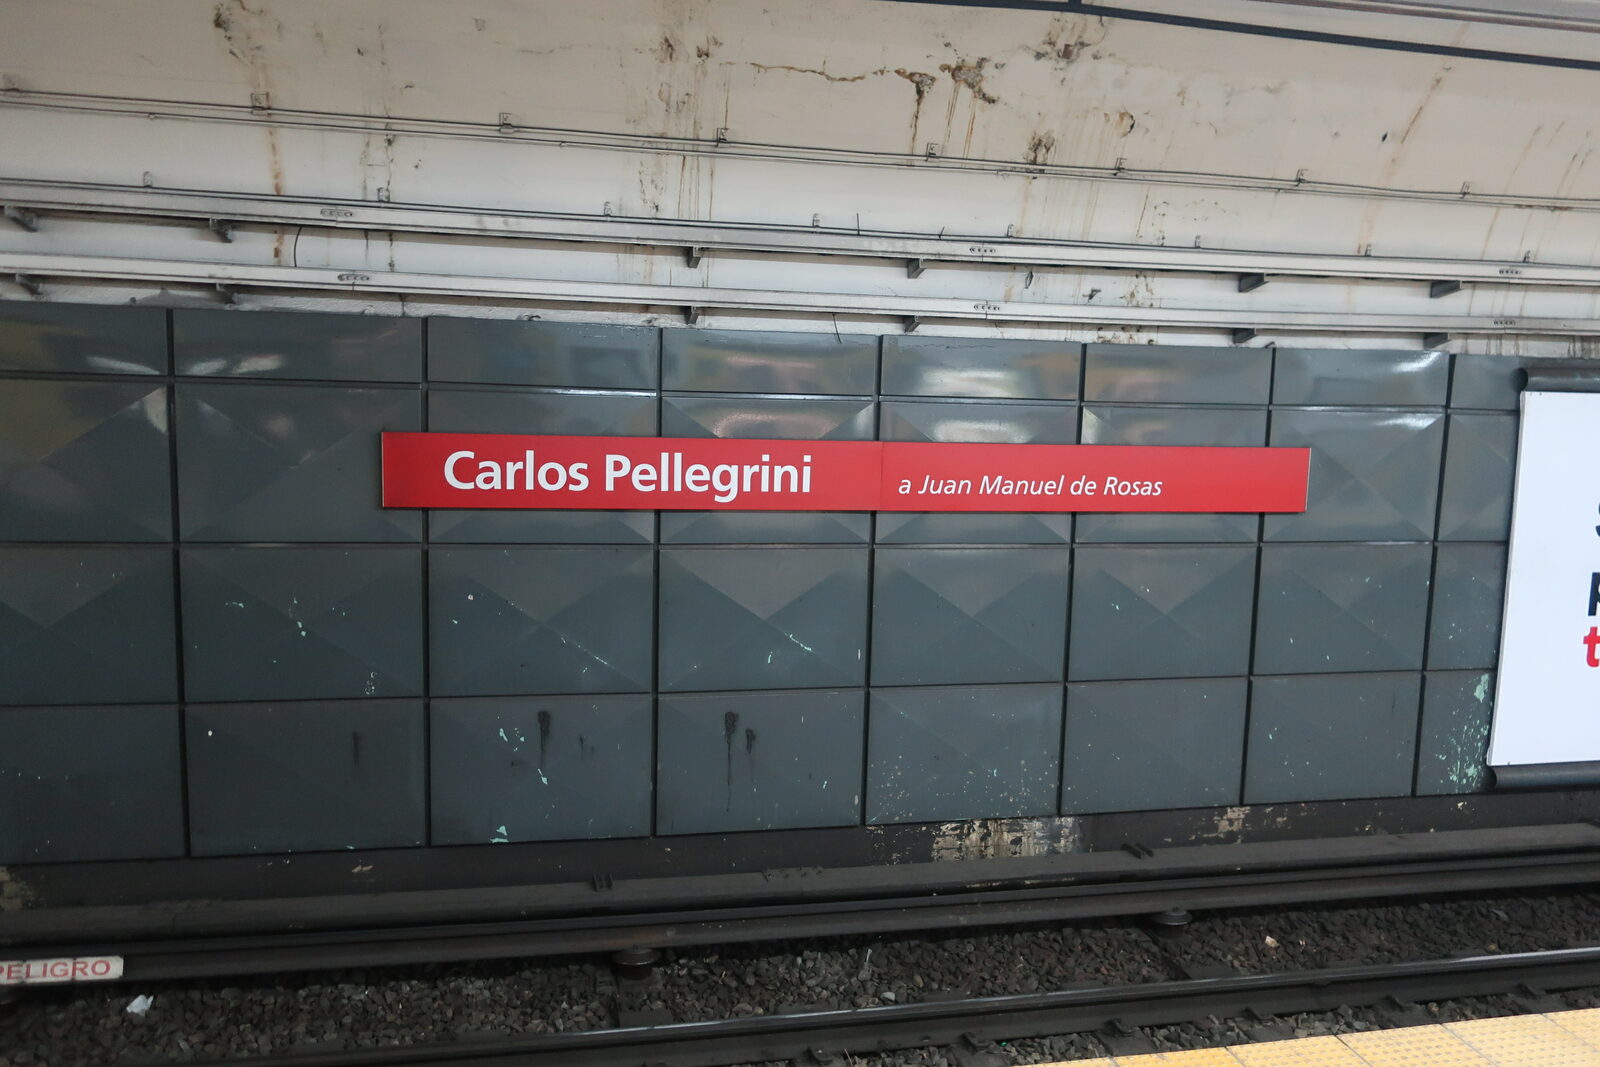 Carlos Pellegrini a Juan Manuel de Rosas
PELIGRO